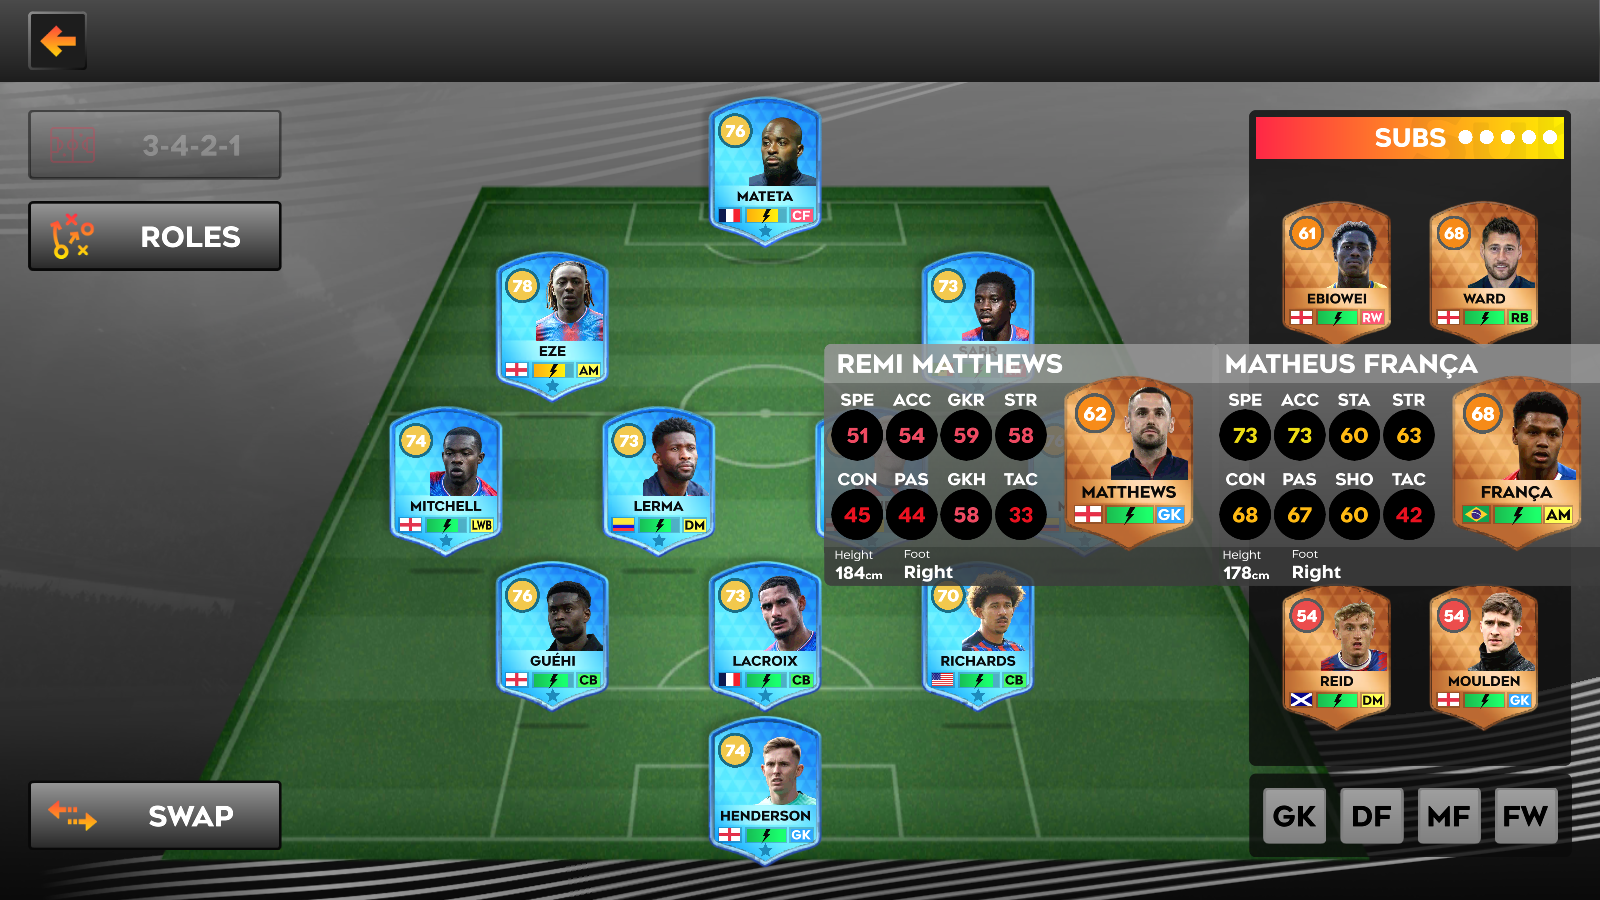 3-4-2-1
ROLES
SWAP
76
MATETA
CF
78
EZE
AM
73
SARR
74
MITCHELL
LWB
73
LERMA
DM
76
GUÉHI
CB
73
LACROIX
CB
70
RICHARDS
CB
74
HENDERSON
GK
SUBS
61
EBIOWEI
RW
68
WARD
RB
REMI MATTHEWS
SPE ACC GKR STR
51 54 59 58
CON PAS GKH TAC
45 44 58 33
Height Foot
184cm Right
62
MATTHEWS
GK
MATHEUS FRANÇA
SPE ACC STA STR
73 73 60 63
CON PAS SHO TAC
68 67 60 42
Height Foot
178cm Right
68
FRANÇA
AM
54
REID
DM
54
MOULDEN
GK
GK DF MF FW